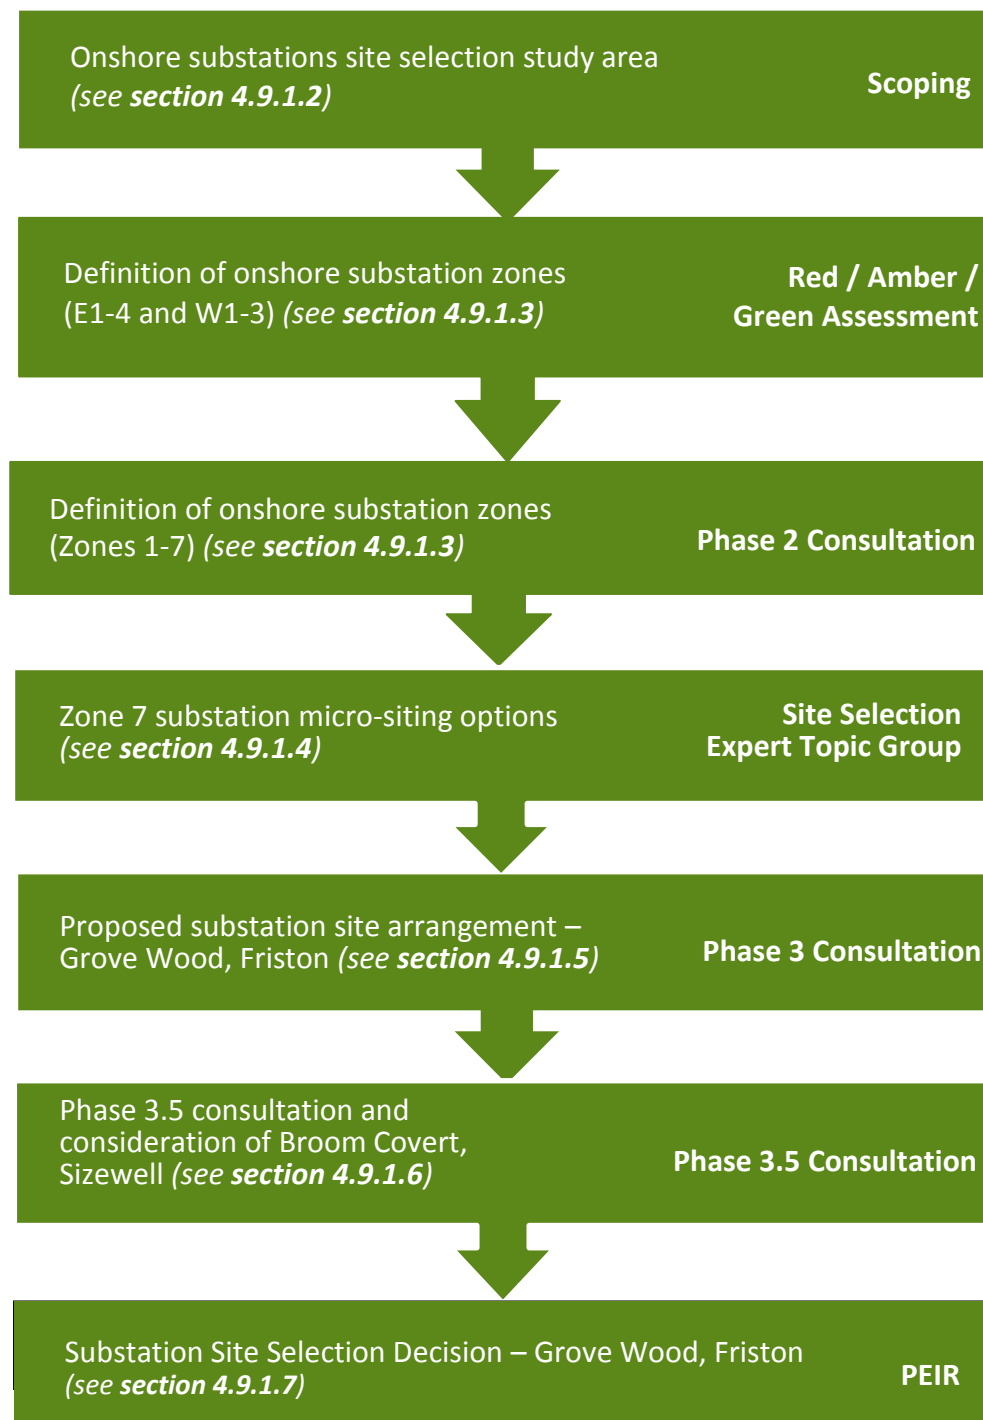 Onshore substations site selection study area
(see section 4.9.1.2)
Scoping
Definition of onshore substation zones
(E1-4 and W1-3) (see section 4.9.1.3)
Red / Amber /
Green Assessment
Definition of onshore substation zones
(Zones 1-7) (see section 4.9.1.3)
Phase 2 Consultation
Zone 7 substation micro-siting options
(see section 4.9.1.4)
Site Selection
Expert Topic Group
Proposed substation site arrangement –
Grove Wood, Friston (see section 4.9.1.5)
Phase 3 Consultation
Phase 3.5 consultation and
consideration of Broom Covert,
Sizewell (see section 4.9.1.6)
Phase 3.5 Consultation
Substation Site Selection Decision – Grove Wood, Friston
(see section 4.9.1.7)
PEIR